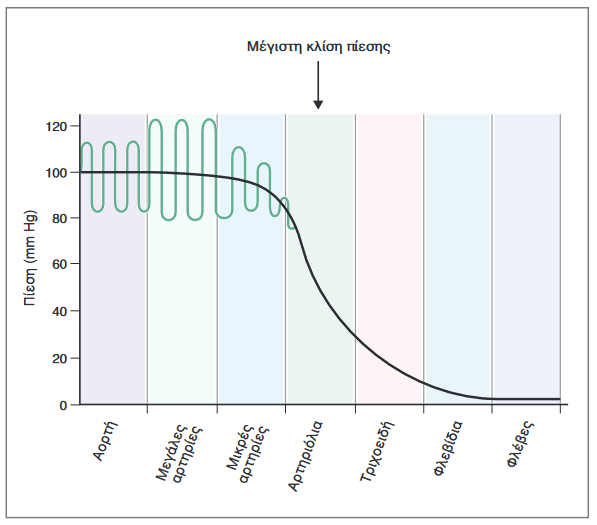 Μέγιστη κλίση πίεσης
Πίεση (mm Hg)
120
100
80
60
40
20
0
Αορτή
Μεγάλες
αρτηρίες
Μικρές
αρτηρίες
Αρτηριόλια
Τριχοειδή
Φλεβίδια
Φλέβες